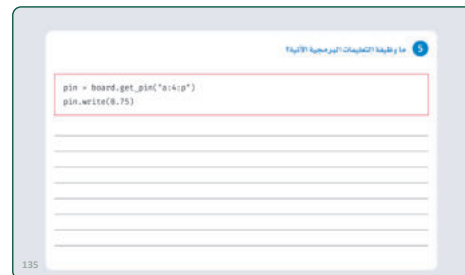 5 ما وظيفة التعليمات البرمجية الآتية؟
pin = board.get_pin("a:4:p")
pin.write(0.75)
135